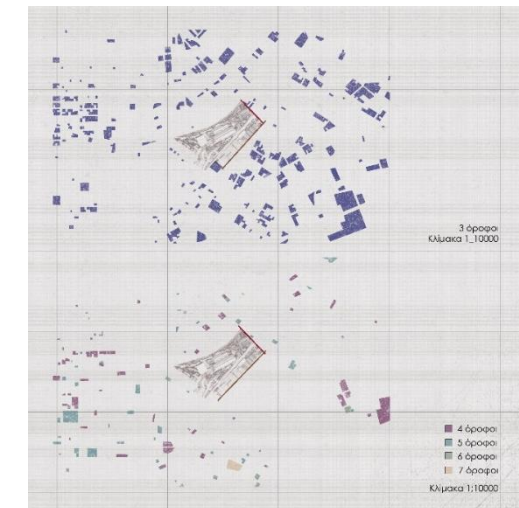 3 όροφοι
Κλίμακα 1_10000
4 όροφοι
5 όροφοι
6 όροφοι
7 όροφοι
Κλίμακα 1:10000